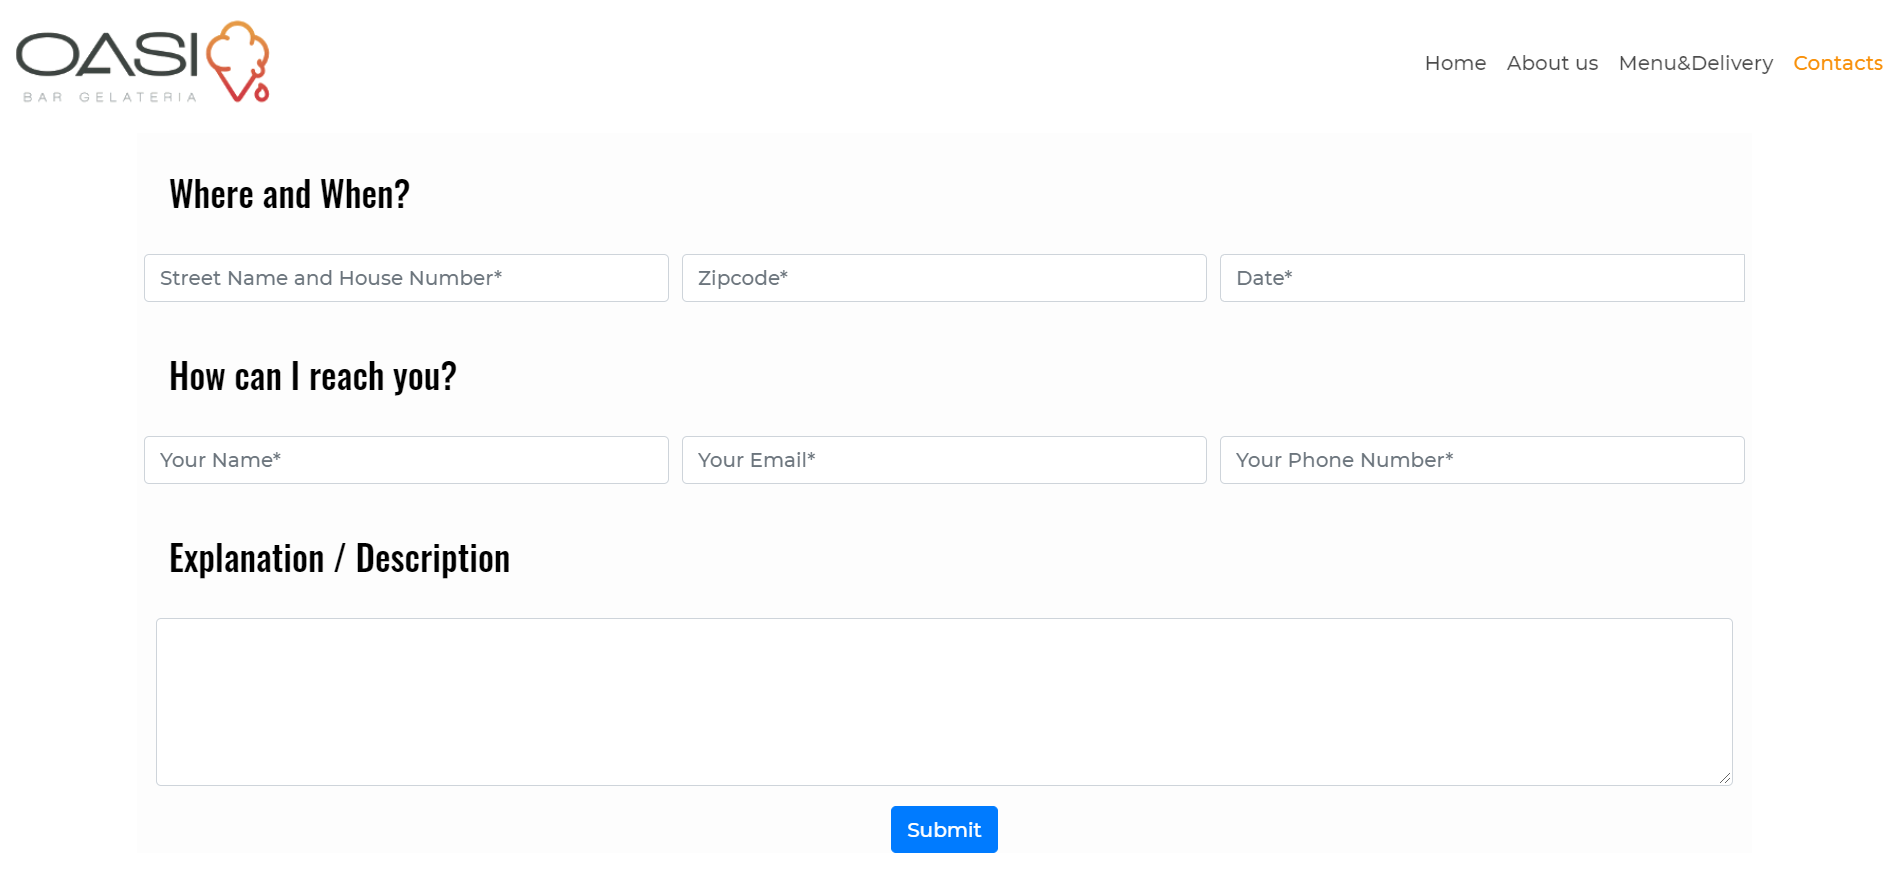 OASI
BAR GELATERIA
Home About us Menu&Delivery Contacts
Where and When?
Street Name and House Number* Zipcode* Date*
How can I reach you?
Your Name* Your Email* Your Phone Number*
Explanation / Description
Submit